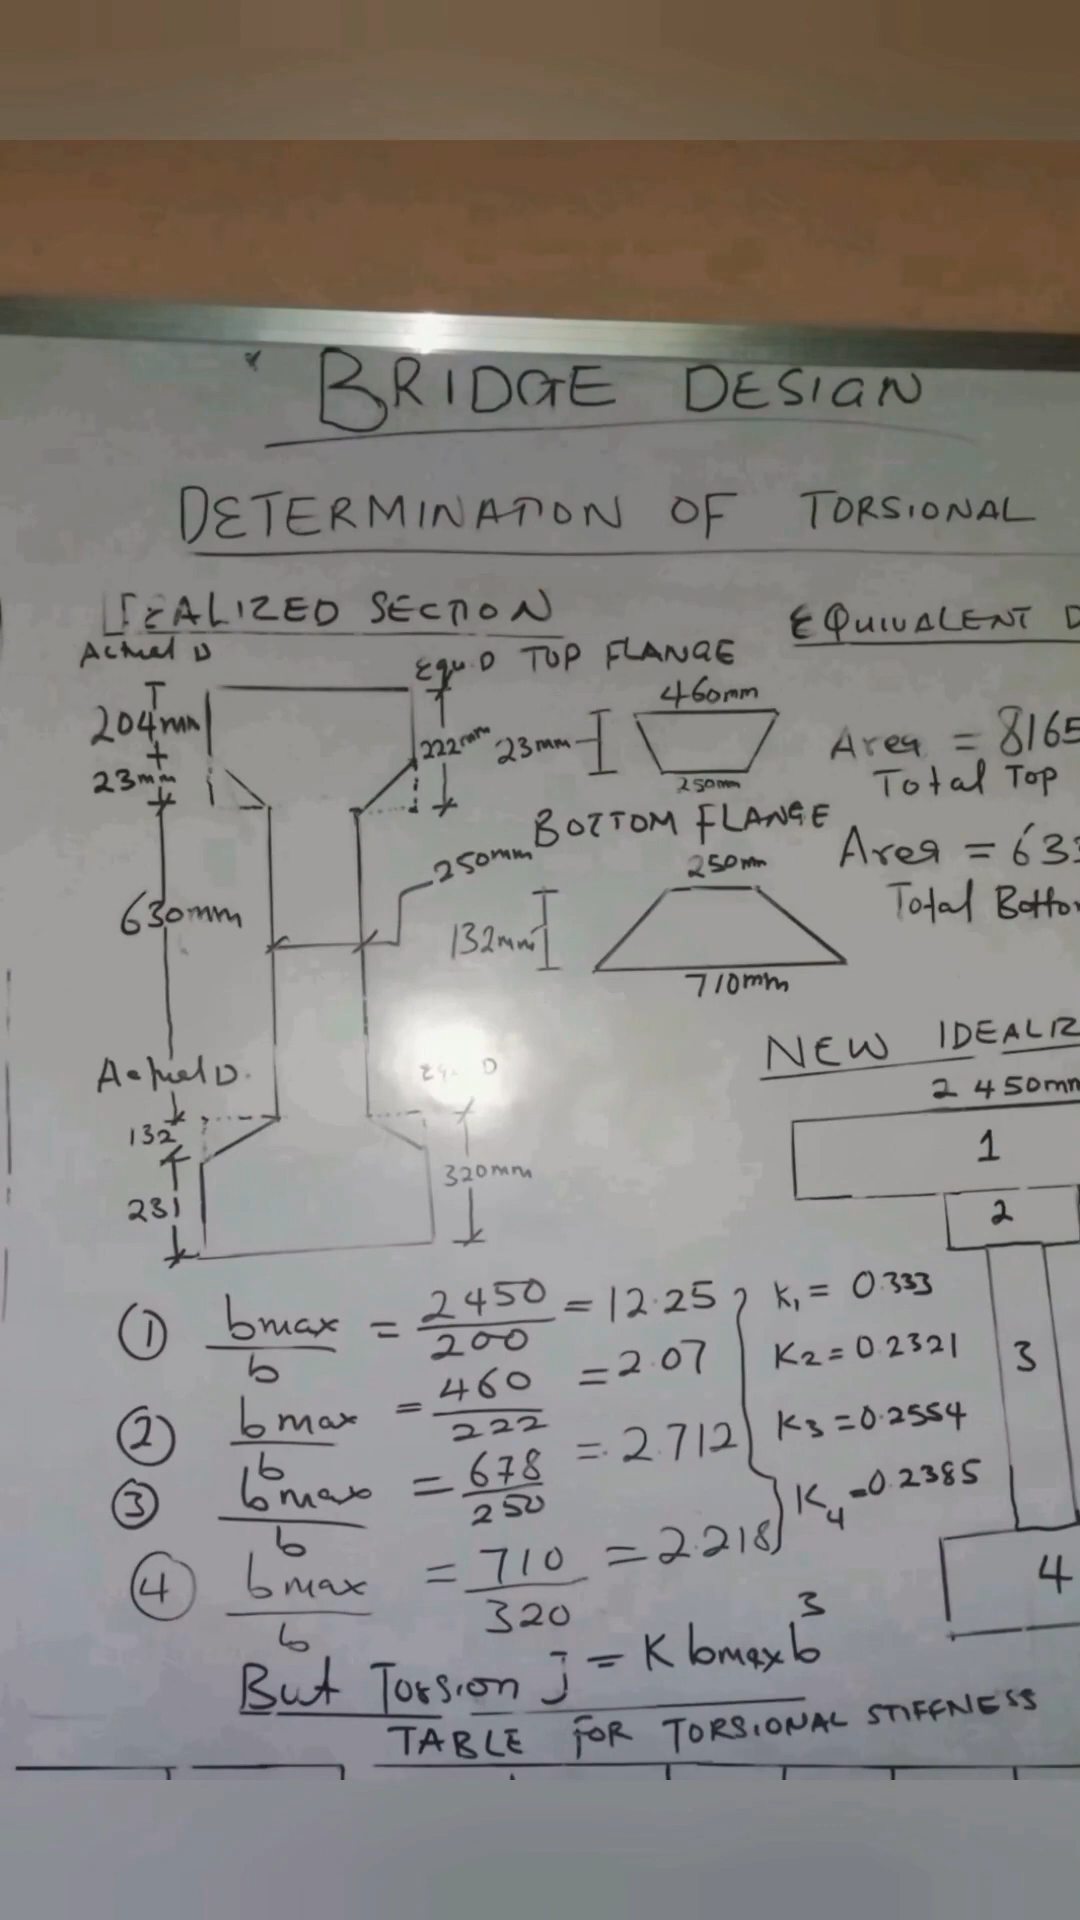 BRIDGE DESIGN
DETERMINATION OF TORSIONAL
IDEALIZED SECTION
EQUIVALENT D
Actual D
Equ. D
TOP FLANGE
460mm
204mm
+
23mm
222mm
23mm
250mm
Area = 8165
Total Top
BOTTOM FLANGE
250mm
250mm
Area = 633
Total Bottom
630mm
132mm
710mm
NEW IDEALIZ
2450mm
Actual D.
D
132
231
320mm
1
2
3
4
① bmax/b = 2450/200 = 12.25
② bmax/b = 460/222 = 2.07
③ bmax/b = 678/250 = 2.712
④ bmax/b = 710/320 = 2.218
K₁ = 0.333
K2 = 0.2321
K3 = 0.2554
K4 = 0.2385
But Torsion J = K bmax b³
TABLE FOR TORSIONAL STIFFNESS